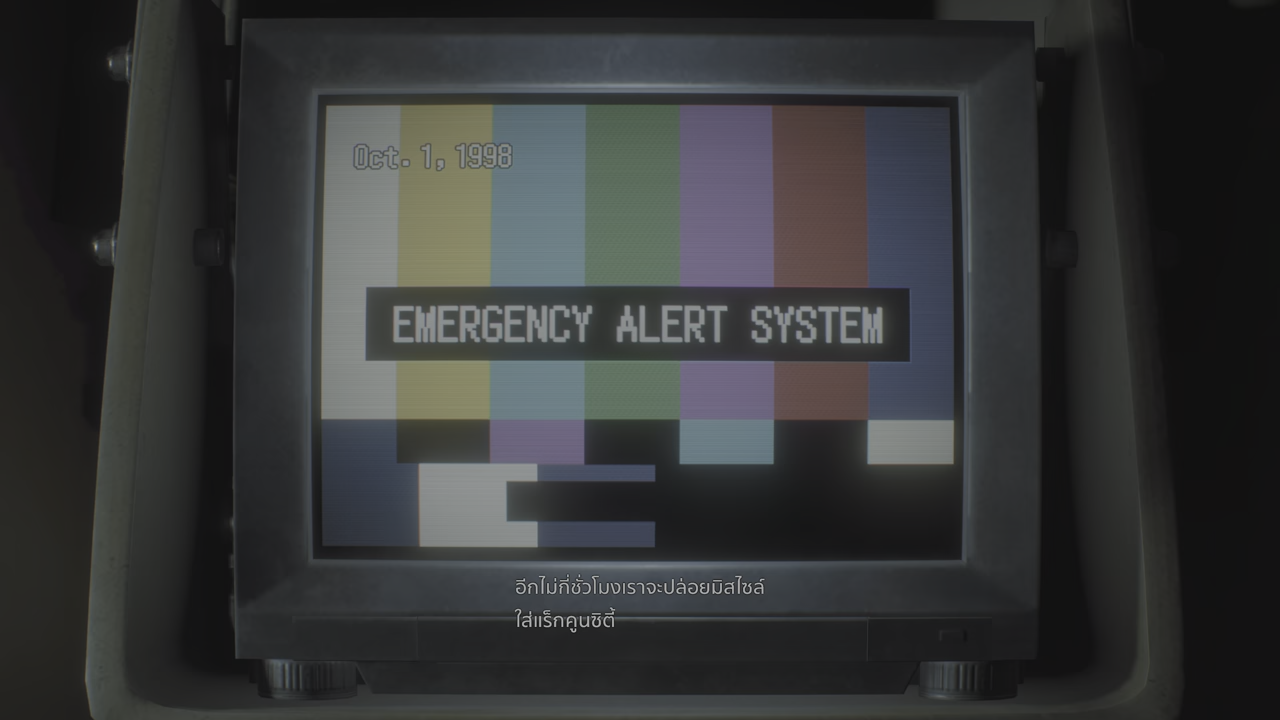 Oct. 1, 1998
EMERGENCY ALERT SYSTEM
อีกไม่กี่ชั่วโมงเราจะปล่อยมิสไซล์
ใส่แร็กคูนซิตี้